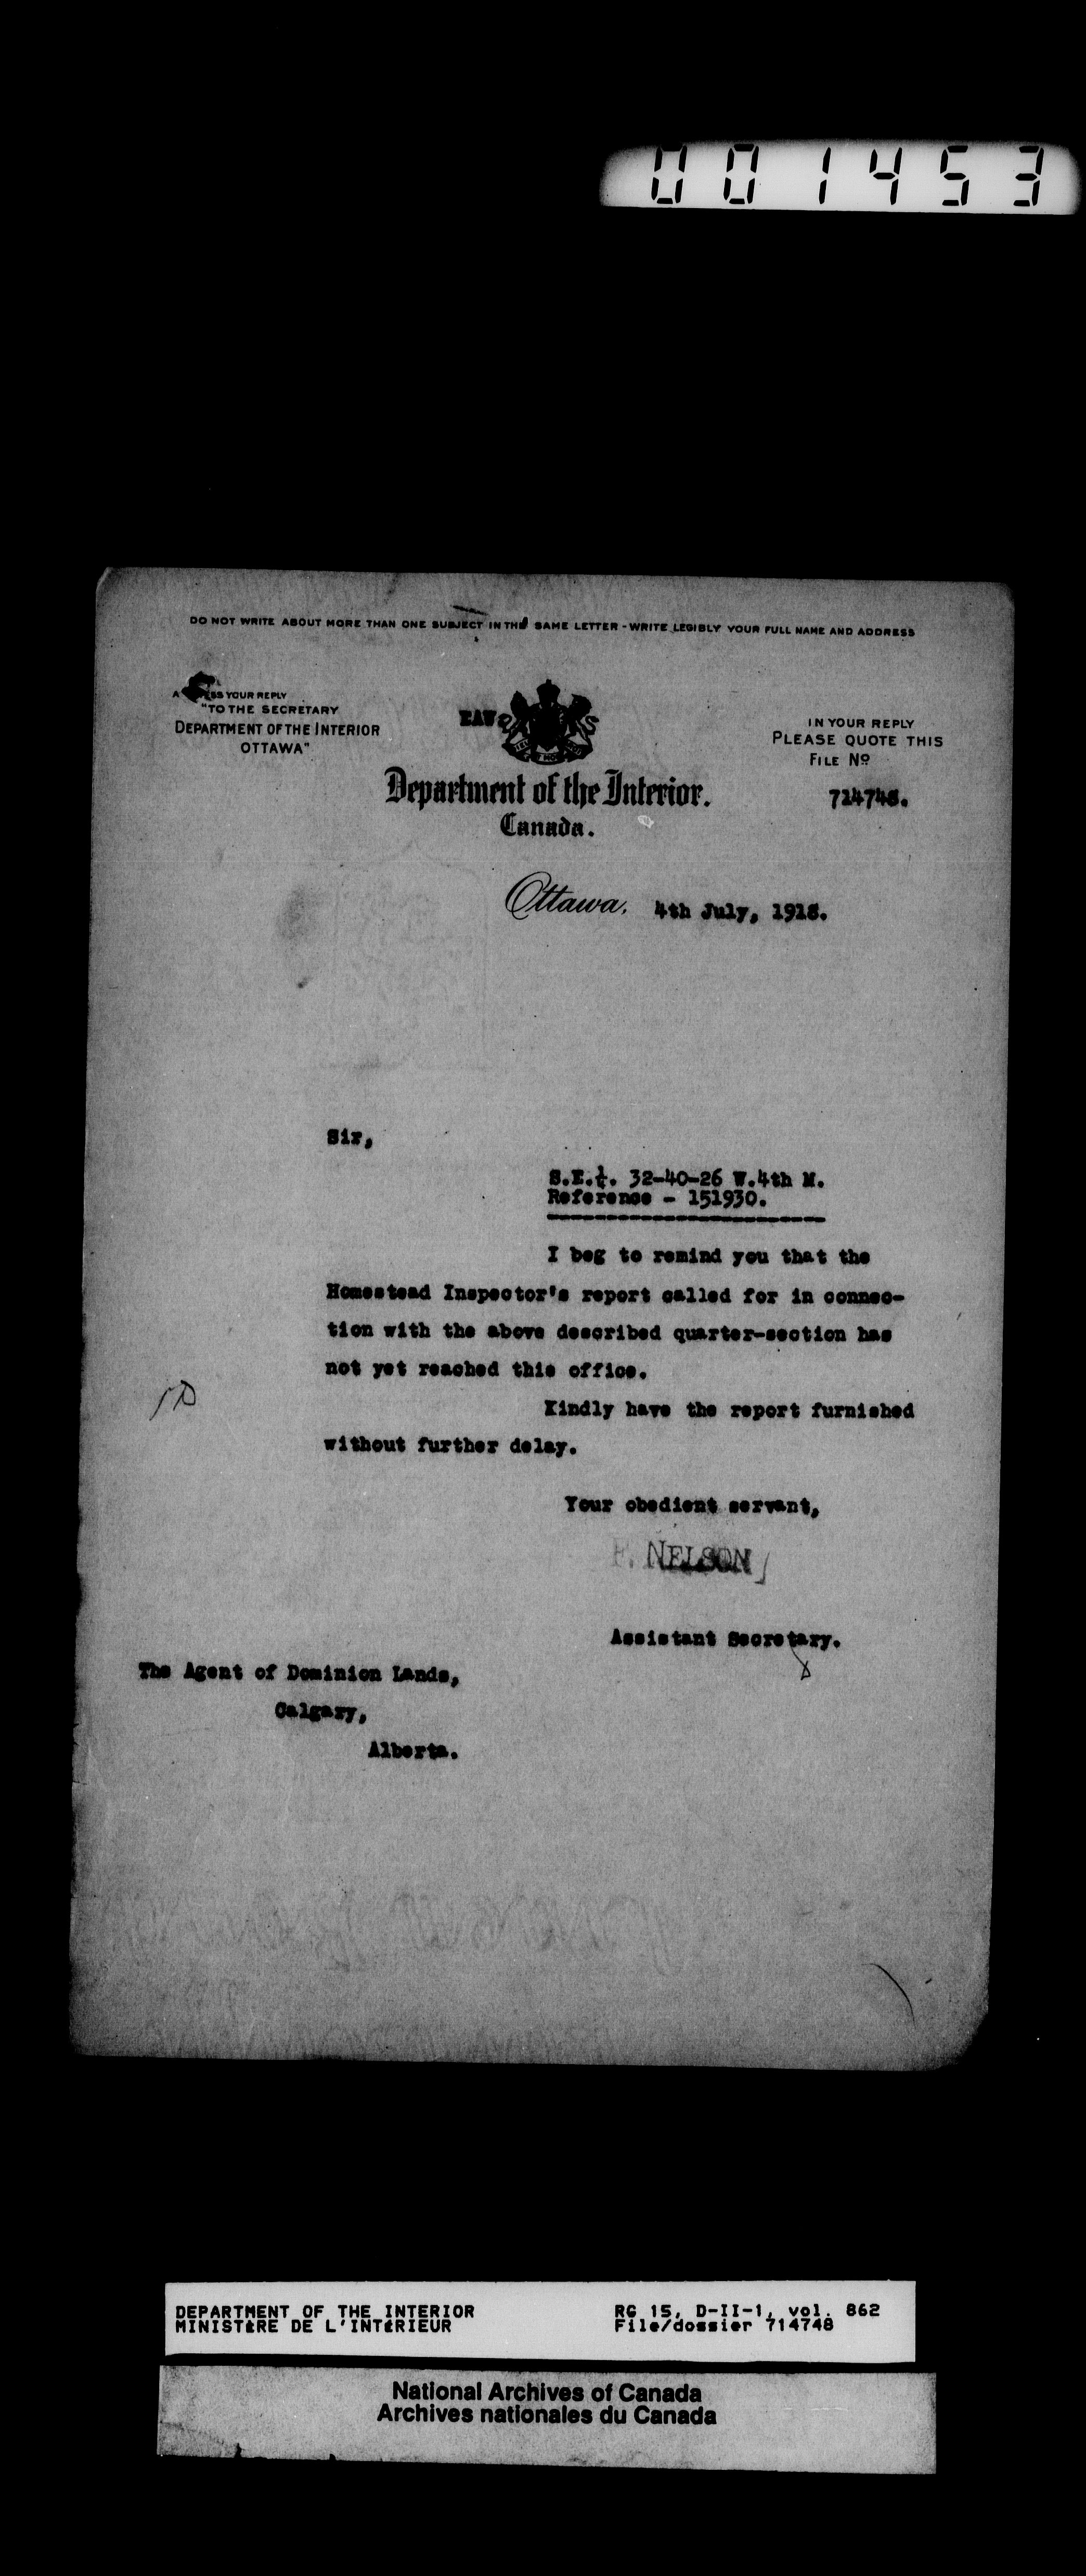 001453
DO NOT WRITE ABOUT MORE THAN ONE SUBJECT IN THE SAME LETTER - WRITE LEGIBLY YOUR FULL NAME AND ADDRESS
YOUR REPLY
"TO THE SECRETARY
DEPARTMENT OF THE INTERIOR
OTTAWA"
EAW
IN YOUR REPLY
PLEASE QUOTE THIS
FILE No
714748.
Department of the Interior.
Canada.
Ottawa, 4th July, 1918.
Sir,
S.E.¼. 32-40-26 W.4th M.
Reference - 151930.
I beg to remind you that the
Homestead Inspector's report called for in connec-
tion with the above described quarter-section has
not yet reached this office.
Kindly have the report furnished
without further delay.
Your obedient servant,
F. NELSON
Assistant Secretary.
The Agent of Dominion Lands,
Calgary,
Alberta.
DEPARTMENT OF THE INTERIOR
MINISTÈRE DE L'INTÉRIEUR
RG 15, D-II-1, vol. 862
File/dossier 714748
National Archives of Canada
Archives nationales du Canada